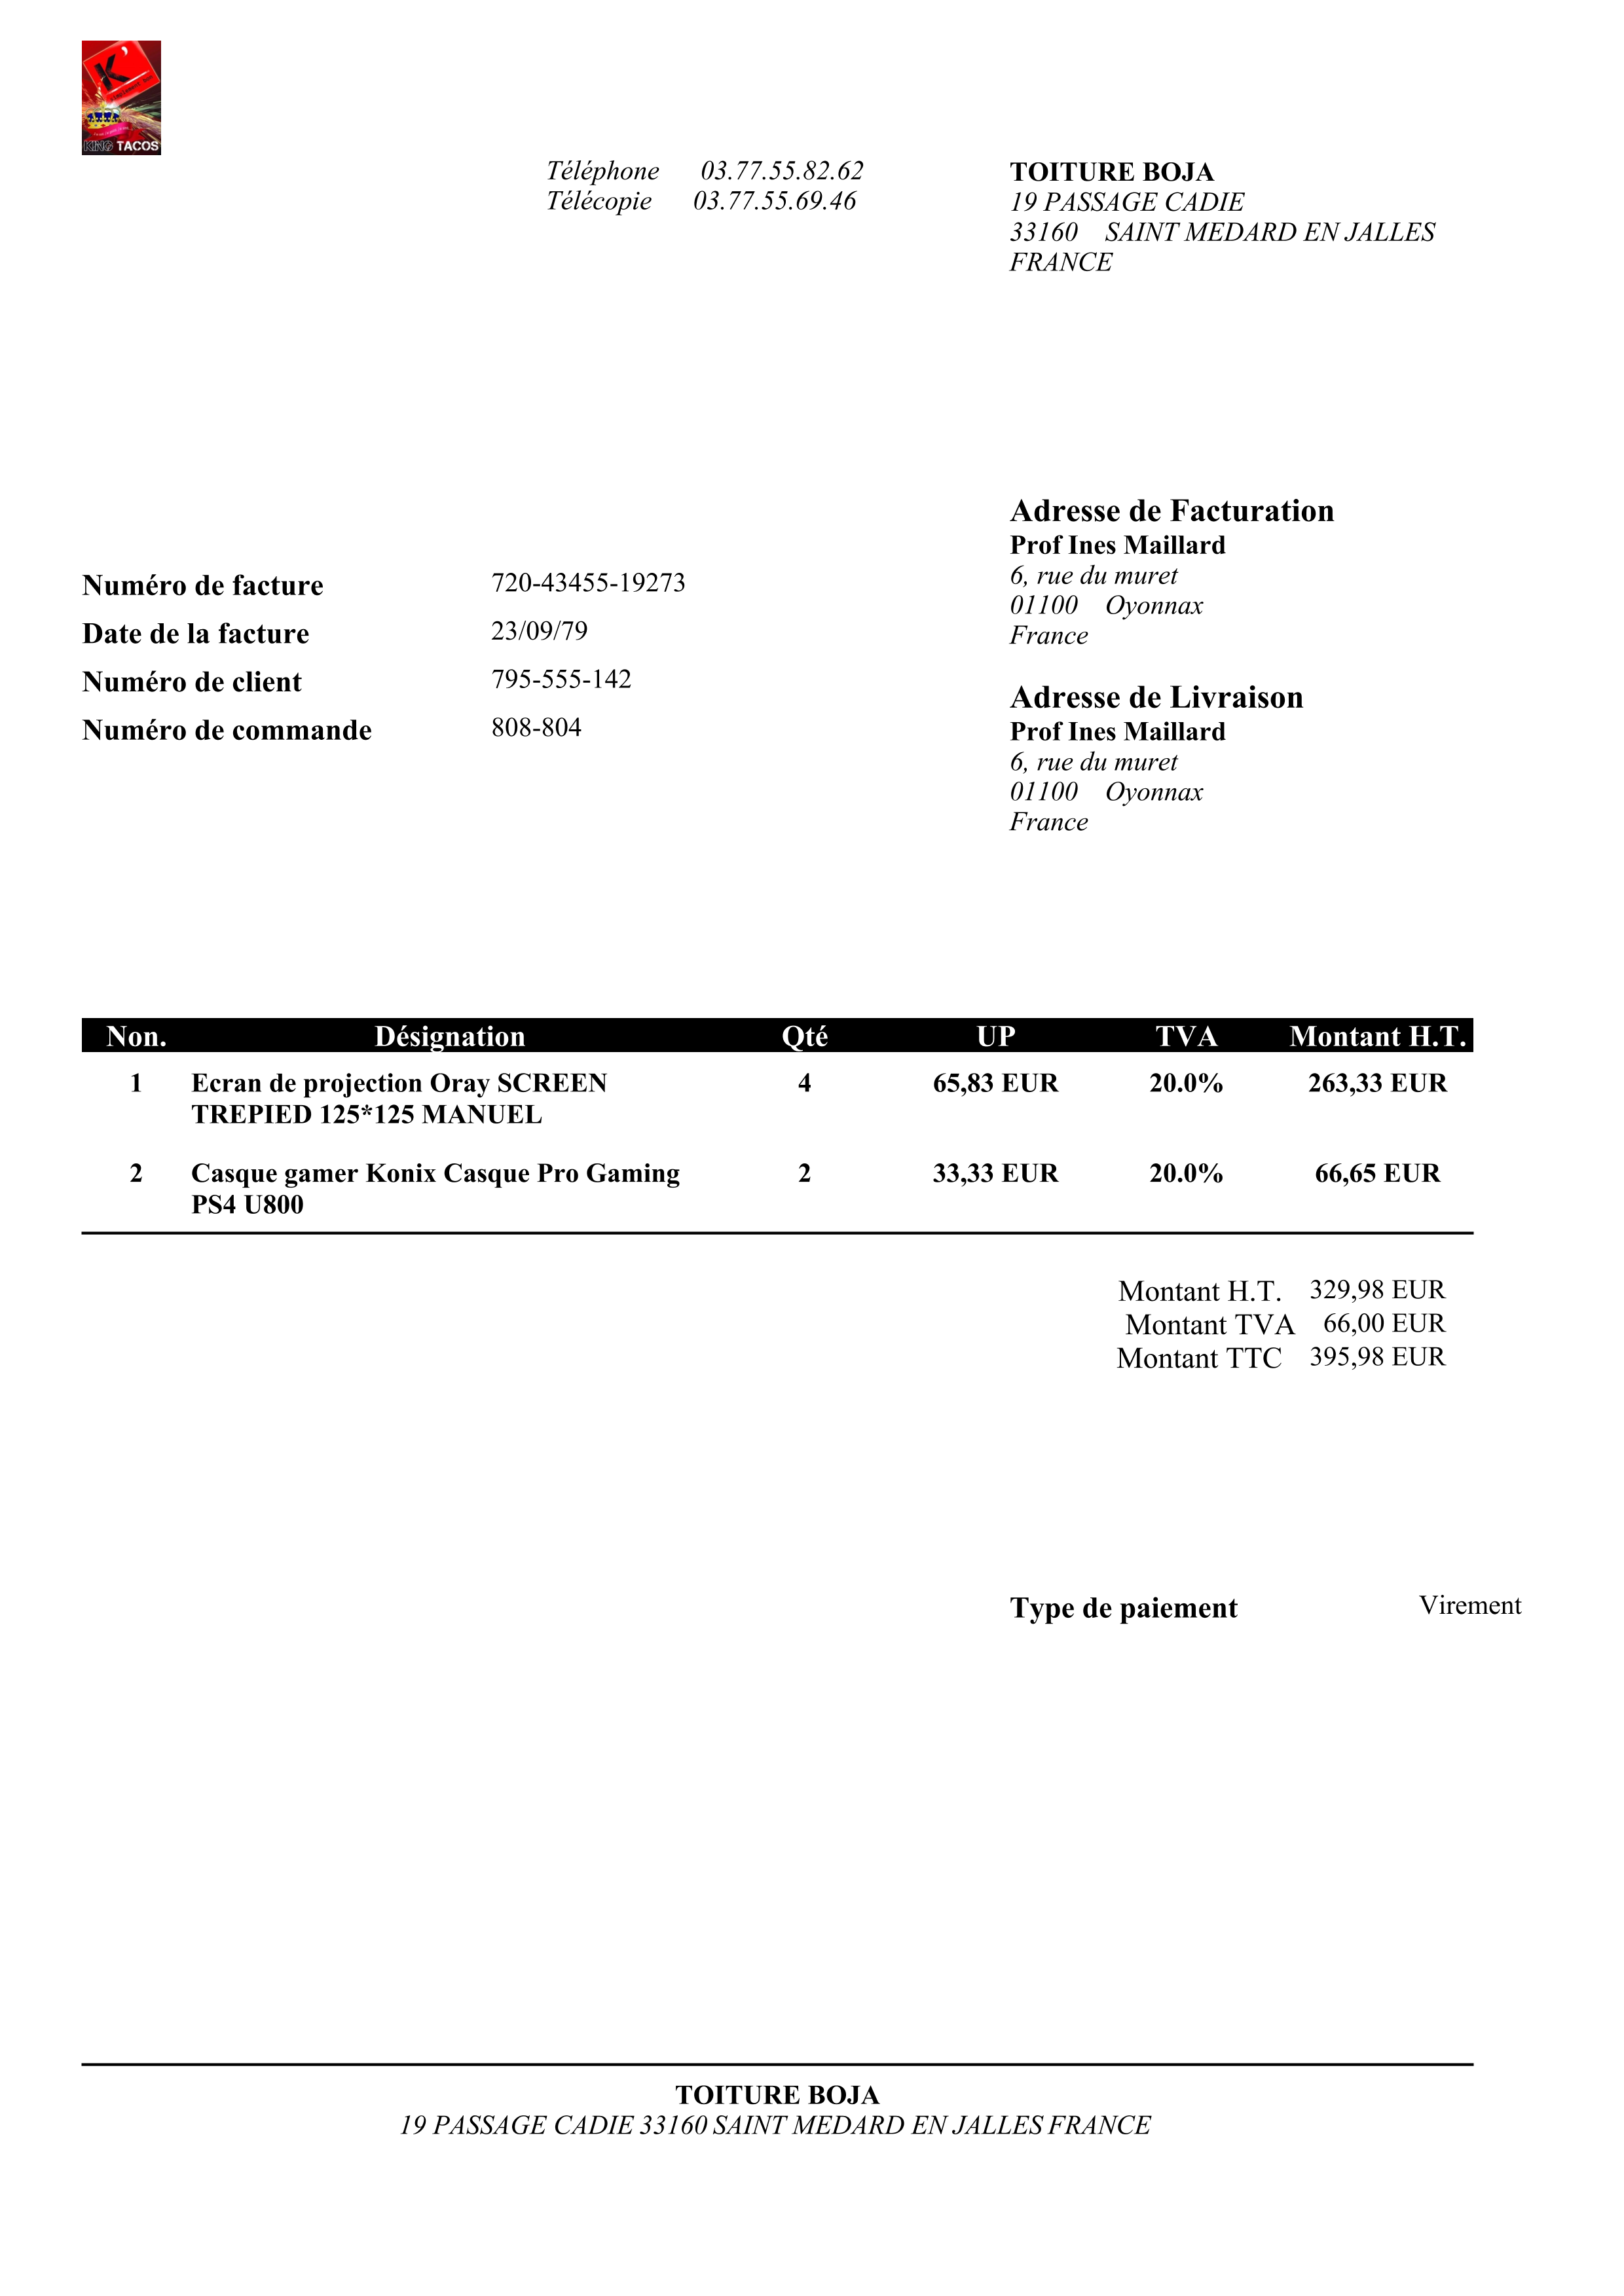 K'
KING TACOS
Téléphone 03.77.55.82.62
Télécopie 03.77.55.69.46
TOITURE BOJA
19 PASSAGE CADIE
33160 SAINT MEDARD EN JALLES
FRANCE
Numéro de facture 720-43455-19273
Date de la facture 23/09/79
Numéro de client 795-555-142
Numéro de commande 808-804
Adresse de Facturation
Prof Ines Maillard
6, rue du muret
01100 Oyonnax
France
Adresse de Livraison
Prof Ines Maillard
6, rue du muret
01100 Oyonnax
France
Non. Désignation Qté UP TVA Montant H.T.
1 Ecran de projection Oray SCREEN 4 65,83 EUR 20.0% 263,33 EUR
TREPIED 125*125 MANUEL
2 Casque gamer Konix Casque Pro Gaming 2 33,33 EUR 20.0% 66,65 EUR
PS4 U800
Montant H.T. 329,98 EUR
Montant TVA 66,00 EUR
Montant TTC 395,98 EUR
Type de paiement Virement
TOITURE BOJA
19 PASSAGE CADIE 33160 SAINT MEDARD EN JALLES FRANCE